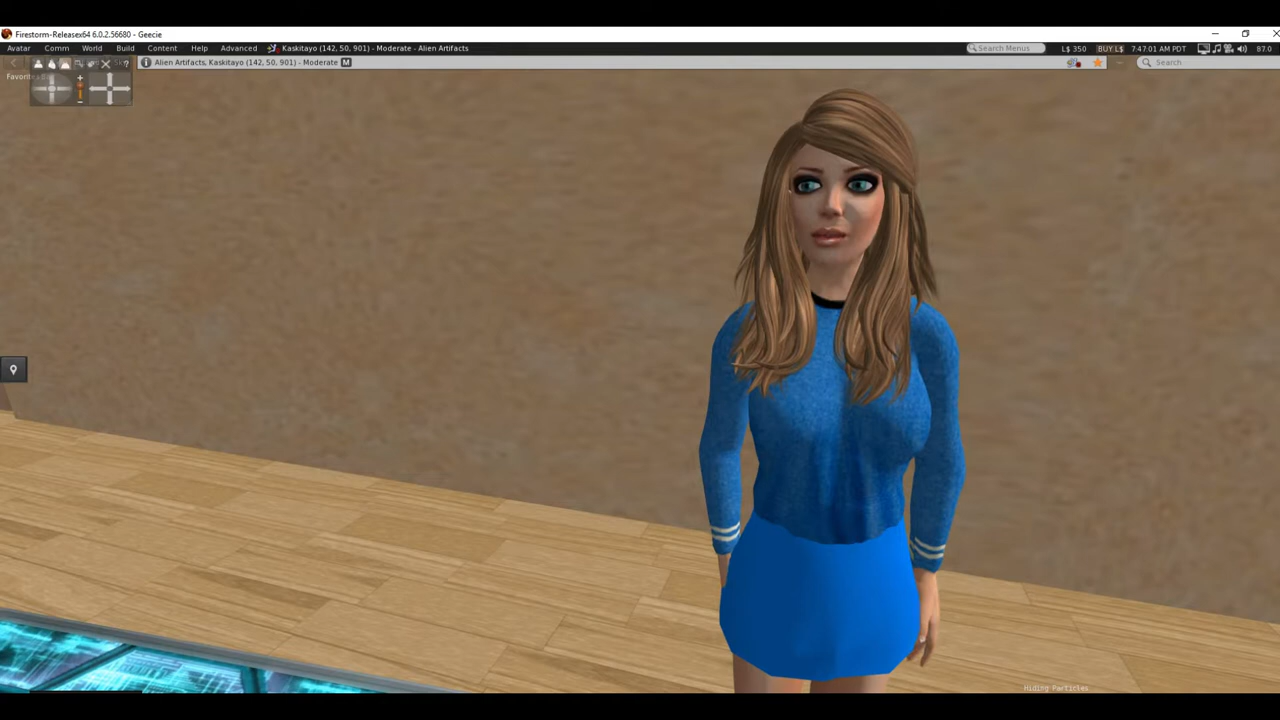 Firestorm-Releasex64 6.0.2.56680 - Geecie
Avatar Comm World Build Content Help Advanced Kaskitayo (142, 50, 901) - Moderate - Alien Artifacts Search Menus L$ 350 BUY L$ 7:47:01 AM PDT 87.0
Alien Artifacts, Kaskitayo (142, 50, 901) - Moderate M Search
Favorites
Hiding Particles